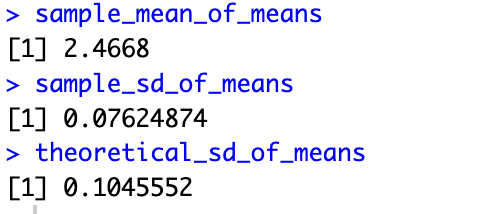 > sample_mean_of_means
[1] 2.4668
> sample_sd_of_means
[1] 0.07624874
> theoretical_sd_of_means
[1] 0.1045552